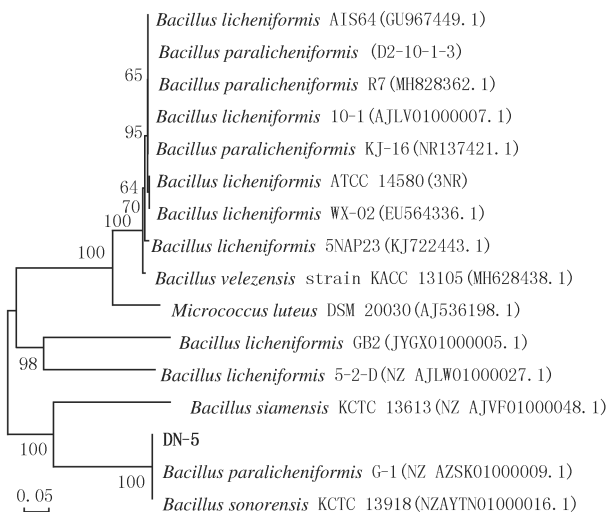 Bacillus licheniformis AIS64(GU967449.1)
Bacillus paralicheniformis (D2-10-1-3)
65
Bacillus paralicheniformis R7(MH828362.1)
Bacillus licheniformis 10-1(AJLV01000007.1)
95
Bacillus paralicheniformis KJ-16(NR137421.1)
Bacillus licheniformis ATCC 14580(3NR)
64
70
Bacillus licheniformis WX-02(EU564336.1)
100
Bacillus licheniformis 5NAP23(KJ722443.1)
100
Bacillus velezensis strain KACC 13105(MH628438.1)
Micrococcus luteus DSM 20030(AJ536198.1)
Bacillus licheniformis GB2(JYGX01000005.1)
98
Bacillus licheniformis 5-2-D(NZ AJLW01000027.1)
Bacillus siamensis KCTC 13613(NZ AJVF01000048.1)
DN-5
100
Bacillus paralicheniformis G-1(NZ AZSK01000009.1)
100
0.05
Bacillus sonorensis KCTC 13918(NZAYTN01000016.1)